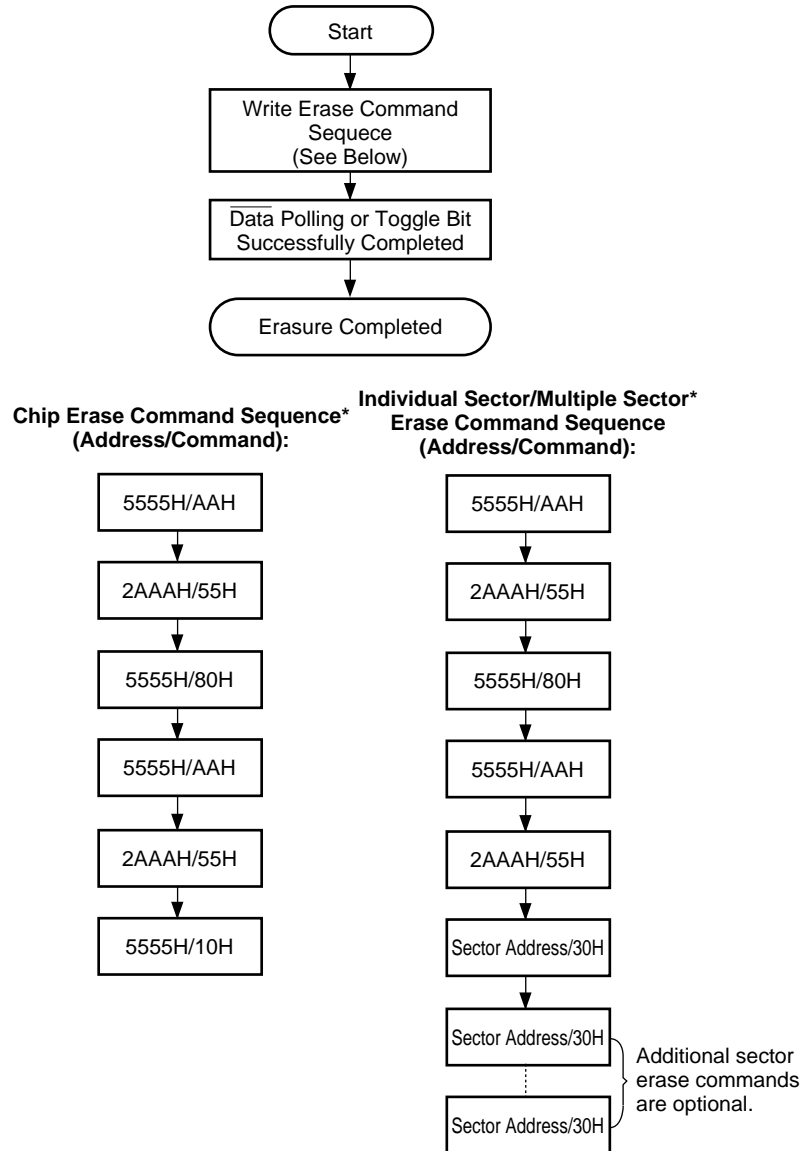 Start
Write Erase Command
Sequece
(See Below)
Data Polling or Toggle Bit
Successfully Completed
Erasure Completed
Chip Erase Command Sequence*
(Address/Command):
5555H/AAH
2AAAH/55H
5555H/80H
5555H/AAH
2AAAH/55H
5555H/10H
Individual Sector/Multiple Sector*
Erase Command Sequence
(Address/Command):
5555H/AAH
2AAAH/55H
5555H/80H
5555H/AAH
2AAAH/55H
Sector Address/30H
Sector Address/30H
Sector Address/30H
Additional sector
erase commands
are optional.